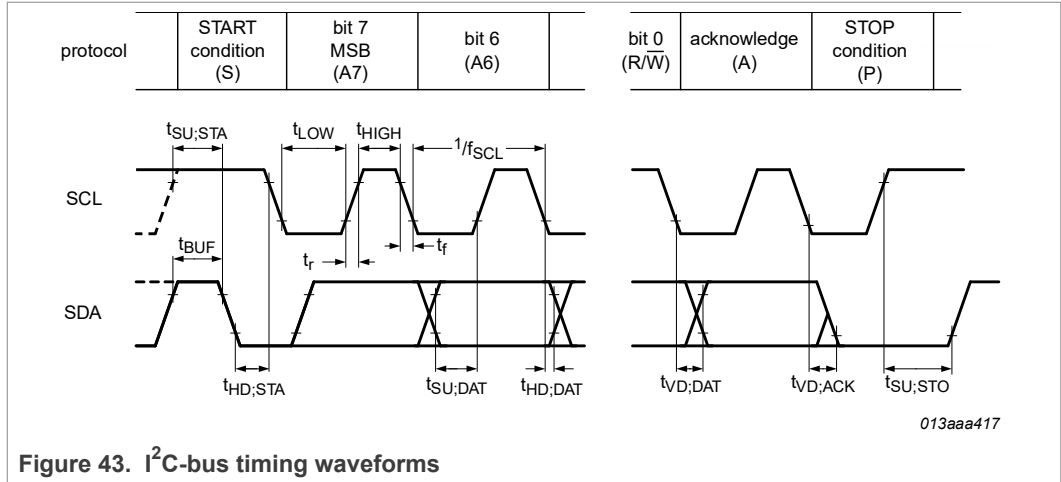 protocol
START condition (S)
bit 7 MSB (A7)
bit 6 (A6)
bit 0 (R/W̅)
acknowledge (A)
STOP condition (P)
tSU;STA
tLOW
tHIGH
1/fSCL
SCL
tBUF
tr
tf
SDA
tHD;STA
tSU;DAT
tHD;DAT
tVD;DAT
tVD;ACK
tSU;STO
013aaa417
Figure 43. I²C-bus timing waveforms